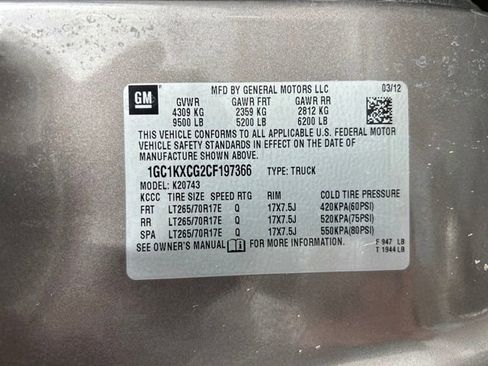 GM
MFD BY GENERAL MOTORS LLC 03/12
GVWR GAWR FRT GAWR RR
4309 KG 2359 KG 2812 KG
9500 LB 5200 LB 6200 LB
THIS VEHICLE CONFORMS TO ALL APPLICABLE U.S. FEDERAL MOTOR
VEHICLE SAFETY STANDARDS IN EFFECT ON THE DATE OF
MANUFACTURE SHOWN ABOVE.
1GC1KXCG2CF197366 TYPE: TRUCK
MODEL: K20743
KCCC TIRE SIZE SPEED RTG RIM COLD TIRE PRESSURE
FRT LT265/70R17E Q 17X7.5J 420KPA(60PSI)
RR LT265/70R17E Q 17X7.5J 520KPA(75PSI)
SPA LT265/70R17E Q 17X7.5J 550KPA(80PSI)
SEE OWNER'S MANUAL FOR MORE INFORMATION. F 947 LB
T 1944 LB